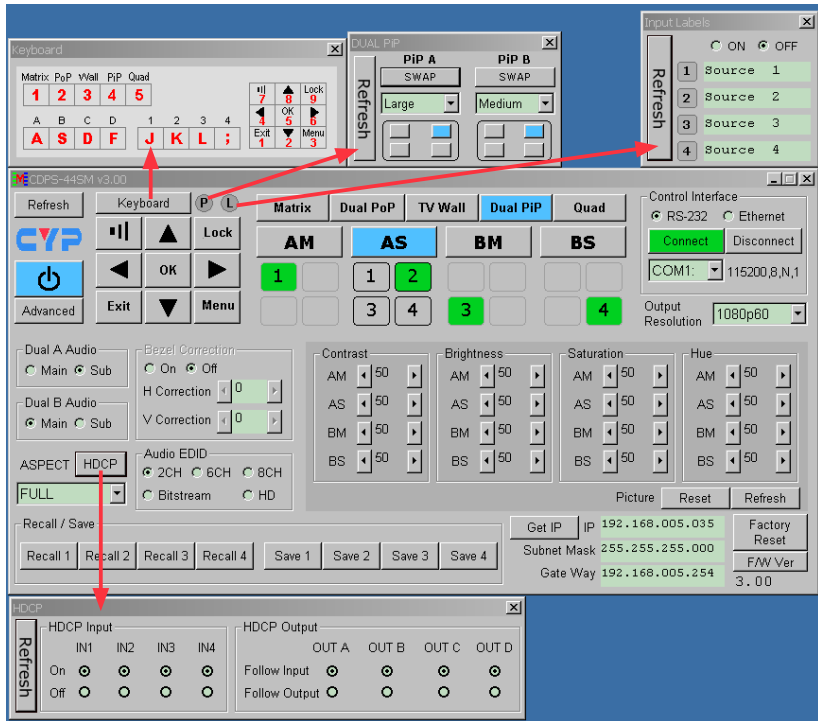 Keyboard
Matrix PoP Wall PiP Quad
1 2 3 4 5
A B C D 1 2 3 4
A S D F J K L ;
Lock
7 8 9
OK
4 5 6
Exit Menu
1 2 3
DUAL PiP
Refresh
PiP A PiP B
SWAP SWAP
Large Medium
Input Labels
Refresh
ON OFF
1 Source 1
2 Source 2
3 Source 3
4 Source 4
CDPS-44SM v3.00
Refresh Keyboard P L
CYP
Lock
OK
Advanced Exit Menu
Matrix Dual PoP TV Wall Dual PiP Quad
AM AS BM BS
1 1 2
3 4 3 4
Control Interface
RS-232 Ethernet
Connect Disconnect
COM1: 115200,8,N,1
Output
Resolution 1080p60
Dual A Audio
Main Sub
Dual B Audio
Main Sub
Bezel Correction
On Off
H Correction 0
V Correction 0
ASPECT HDCP
FULL
Audio EDID
2CH 6CH 8CH
Bitstream HD
Contrast Brightness Saturation Hue
AM 50 AM 50 AM 50 AM 50
AS 50 AS 50 AS 50 AS 50
BM 50 BM 50 BM 50 BM 50
BS 50 BS 50 BS 50 BS 50
Picture Reset Refresh
Recall / Save
Recall 1 Recall 2 Recall 3 Recall 4 Save 1 Save 2 Save 3 Save 4
Get IP IP 192.168.005.035
Subnet Mask 255.255.255.000
Gate Way 192.168.005.254
Factory
Reset
F/W Ver
3.00
HDCP
Refresh
HDCP Input
IN1 IN2 IN3 IN4
On
Off
HDCP Output
OUT A OUT B OUT C OUT D
Follow Input
Follow Output